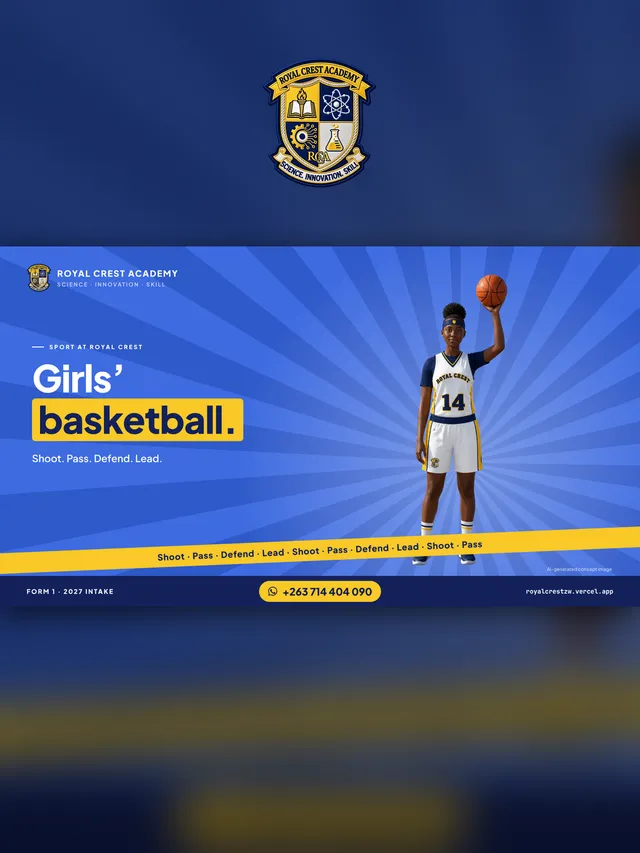 ROYAL CREST ACADEMY
RCA
SCIENCE. INNOVATION. SKILL
ROYAL CREST ACADEMY
SCIENCE · INNOVATION · SKILL
SPORT AT ROYAL CREST
Girls’
basketball.
Shoot. Pass. Defend. Lead.
ROYAL CREST
14
Shoot · Pass · Defend · Lead · Shoot · Pass · Defend · Lead · Shoot · Pass
AI-generated concept image
FORM 1 · 2027 INTAKE
+263 714 404 090
royalcrestzw.vercel.app